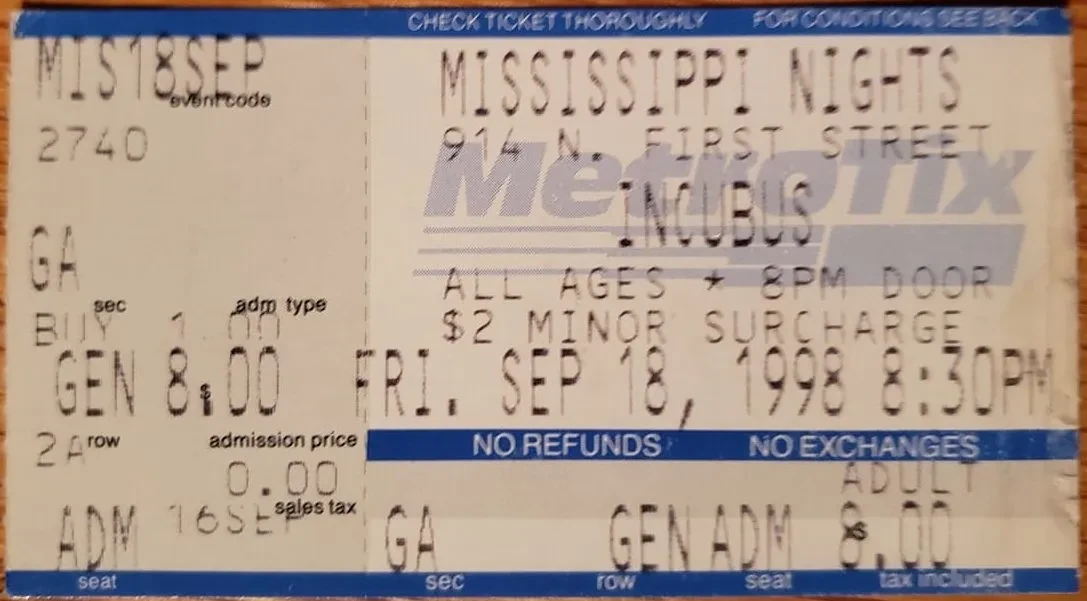 CHECK TICKET THOROUGHLY FOR CONDITIONS SEE BACK
MIS18SEP
event code
2740
GA
sec adm type
BUY 1.00
GEN 8.00
$
2A row admission price
0.00
sales tax
ADM 16SEP
seat
MISSISSIPPI NIGHTS
914 N. FIRST STREET
MetroTix
INCUBUS
ALL AGES * 8PM DOOR
$2 MINOR SURCHARGE
FRI. SEP 18, 1998 8:30PM
NO REFUNDS NO EXCHANGES
ADULT
GA GEN ADM 8.00
sec row seat tax included